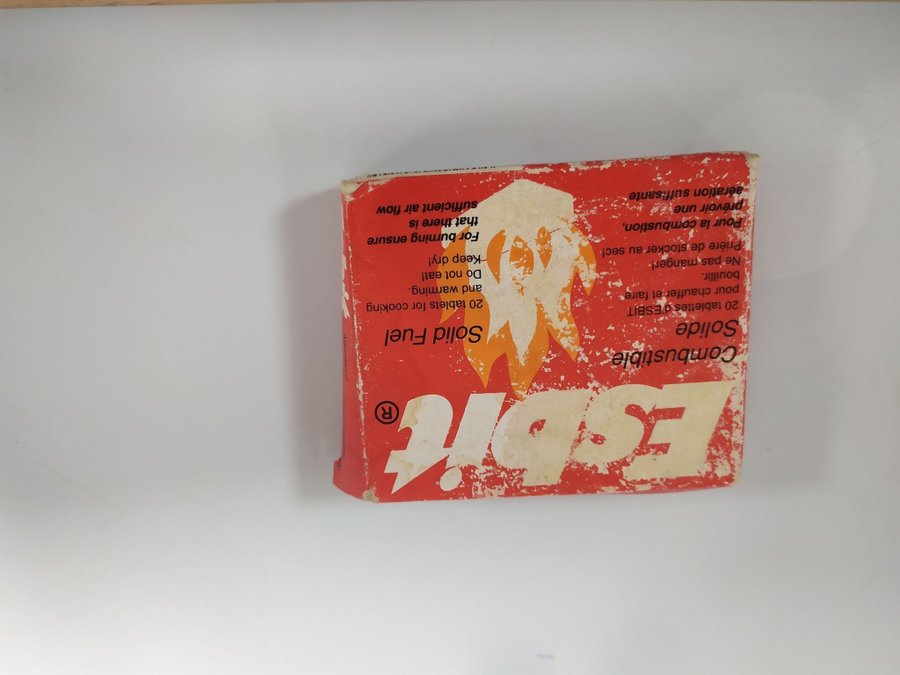 Esbit®
Combustible
Solide
20 tablettes d'ESBIT
pour chauffer et faire
bouillir.
Ne pas manger!
Prière de stocker au sec!
Pour la combustion,
prévoir une
aération suffisante
Solid Fuel
20 tablets for cooking
and warming.
Do not eat!
Keep dry!
For burning ensure
that there is
sufficient air flow